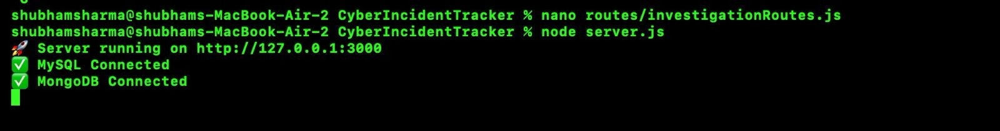 shubhamsharma@shubhams-MacBook-Air-2 CyberIncidentTracker % nano routes/investigationRoutes.js
shubhamsharma@shubhams-MacBook-Air-2 CyberIncidentTracker % node server.js
🚀 Server running on http://127.0.0.1:3000
✅ MySQL Connected
✅ MongoDB Connected